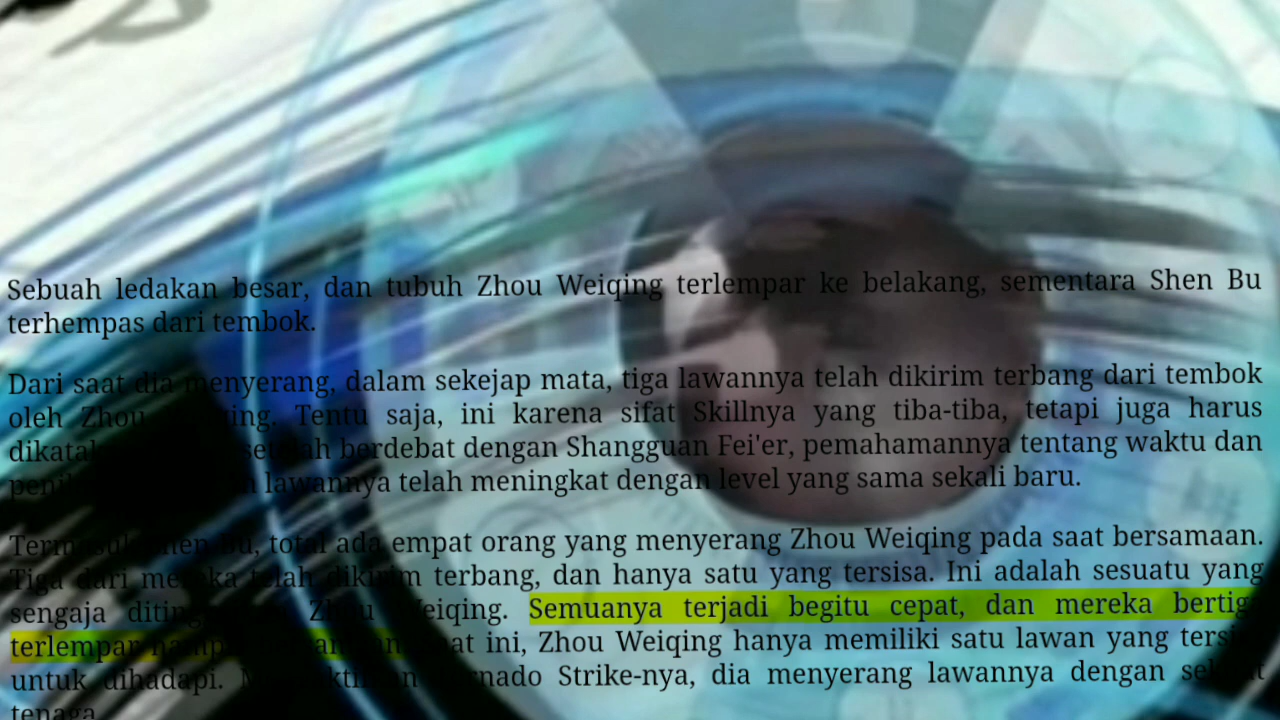 Sebuah ledakan besar, dan tubuh Zhou Weiqing terlempar ke belakang, sementara Shen Bu
terhempas dari tembok.
Dari saat dia menyerang, dalam sekejap mata, tiga lawannya telah dikirim terbang dari tembok
oleh Zhou Weiqing. Tentu saja, ini karena sifat Skillnya yang tiba-tiba, tetapi juga harus
setelah berdebat dengan Shangguan Fei'er, pemahamannya tentang waktu dan
lawannya telah meningkat dengan level yang sama sekali baru.
Termasuk Shen Bu, total ada empat orang yang menyerang Zhou Weiqing pada saat bersamaan.
Tiga dari mereka telah dikirim terbang, dan hanya satu yang tersisa. Ini adalah sesuatu yang
sengaja Zhou Weiqing. Semuanya terjadi begitu cepat, dan mereka bertiga
terlempar saat ini, Zhou Weiqing hanya memiliki satu lawan yang tersisa
untuk dihadapi. Tornado Strike-nya, dia menyerang lawannya dengan
tenaga.